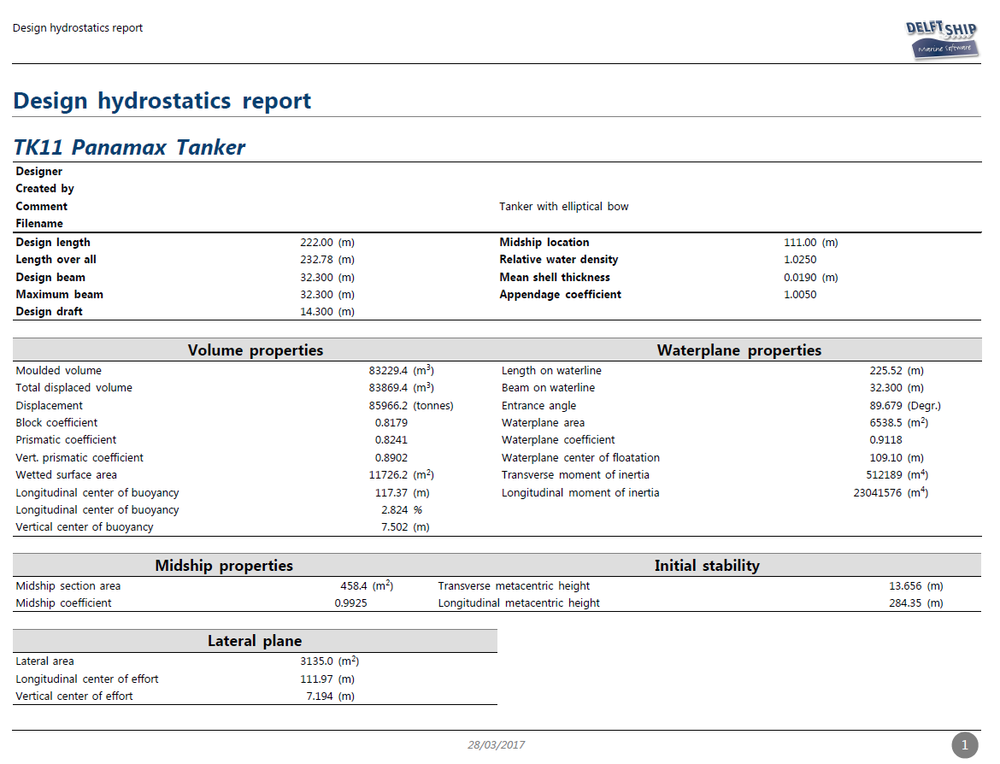 Design hydrostatics report
DELFTSHIP
Marine Software
Design hydrostatics report
TK11 Panamax Tanker
Designer
Created by
Comment Tanker with elliptical bow
Filename
Design length 222.00 (m) Midship location 111.00 (m)
Length over all 232.78 (m) Relative water density 1.0250
Design beam 32.300 (m) Mean shell thickness 0.0190 (m)
Maximum beam 32.300 (m) Appendage coefficient 1.0050
Design draft 14.300 (m)
Volume properties Waterplane properties
Moulded volume 83229.4 (m³) Length on waterline 225.52 (m)
Total displaced volume 83869.4 (m³) Beam on waterline 32.300 (m)
Displacement 85966.2 (tonnes) Entrance angle 89.679 (Degr.)
Block coefficient 0.8179 Waterplane area 6538.5 (m²)
Prismatic coefficient 0.8241 Waterplane coefficient 0.9118
Vert. prismatic coefficient 0.8902 Waterplane center of floatation 109.10 (m)
Wetted surface area 11726.2 (m²) Transverse moment of inertia 512189 (m⁴)
Longitudinal center of buoyancy 117.37 (m) Longitudinal moment of inertia 23041576 (m⁴)
Longitudinal center of buoyancy 2.824 %
Vertical center of buoyancy 7.502 (m)
Midship properties Initial stability
Midship section area 458.4 (m²) Transverse metacentric height 13.656 (m)
Midship coefficient 0.9925 Longitudinal metacentric height 284.35 (m)
Lateral plane
Lateral area 3135.0 (m²)
Longitudinal center of effort 111.97 (m)
Vertical center of effort 7.194 (m)
28/03/2017 1